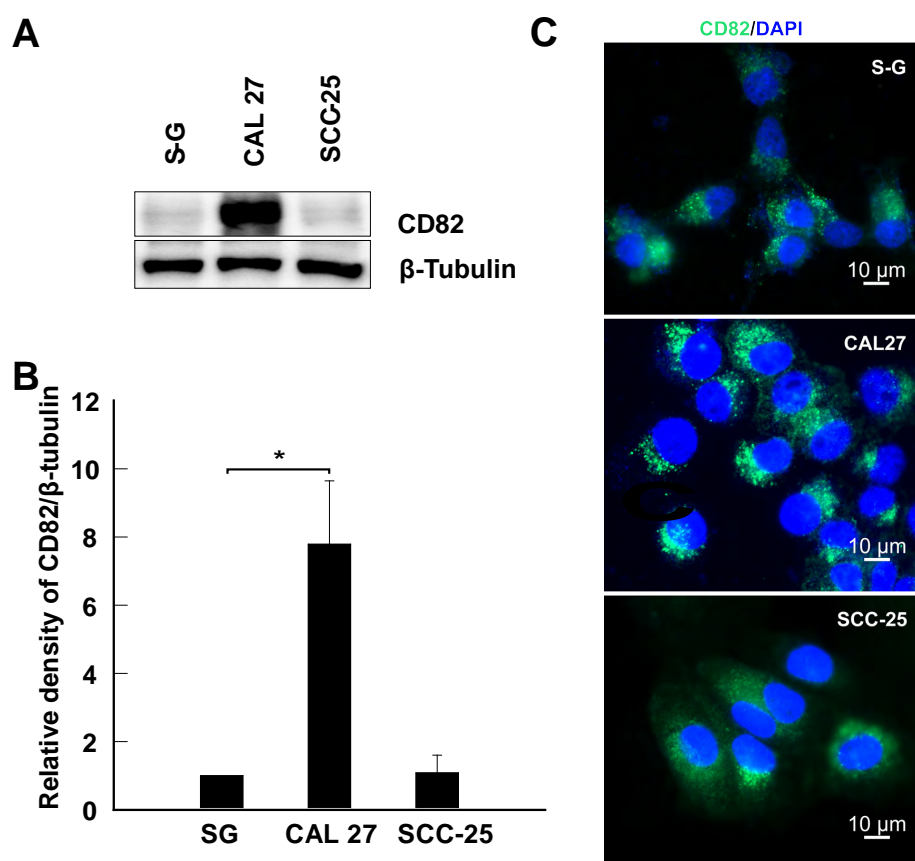 A
S-G
CAL 27
SCC-25
CD82
β-Tubulin
B
Relative density of CD82/β-tubulin
12
10
8
6
4
2
0
*
SG
CAL 27
SCC-25
C
CD82/DAPI
S-G
10 µm
CAL27
10 µm
SCC-25
10 µm